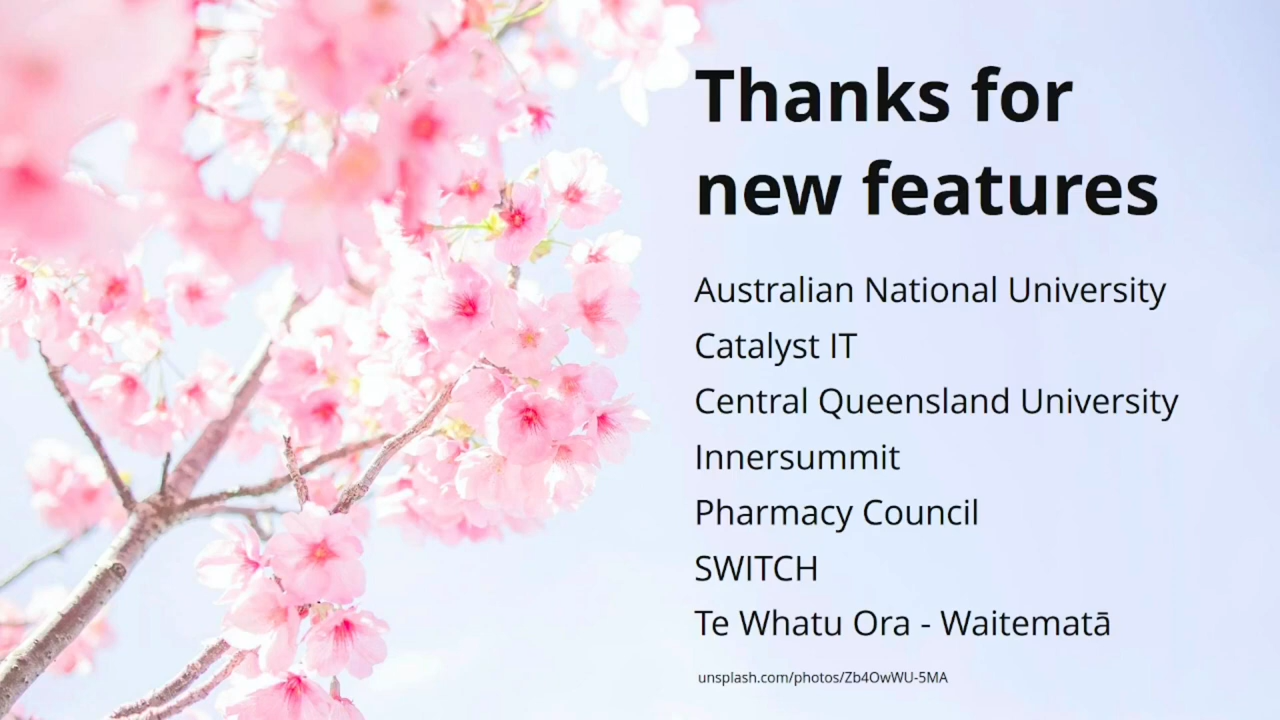 Thanks for
new features
Australian National University
Catalyst IT
Central Queensland University
Innersummit
Pharmacy Council
SWITCH
Te Whatu Ora - Waitematā
unsplash.com/photos/Zb4OwWU-5MA